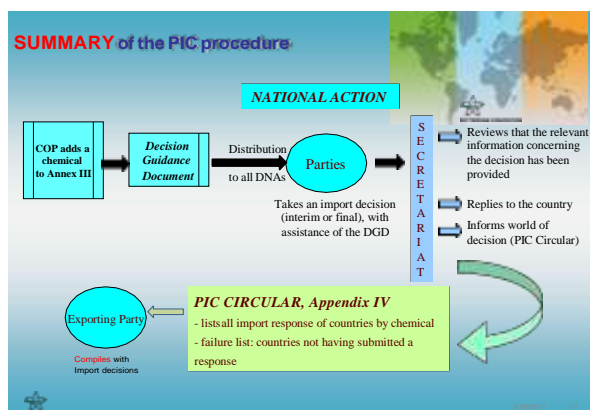 SUMMARY of the PIC procedure
NATIONAL ACTION
COP adds a
chemical
to Annex III
Decision
Guidance
Document
Distribution
to all DNAs
Parties
Takes an import decision
(interim or final), with
assistance of the DGD
S
E
C
R
E
T
A
R
I
A
T
Reviews that the relevant
information concerning
the decision has been
provided
Replies to the country
Informs world of
decision (PIC Circular)
PIC CIRCULAR, Appendix IV
- listsall import response of countries by chemical
- failure list: countries not having submitted a
response
Exporting Party
Compiles with
Import decisions